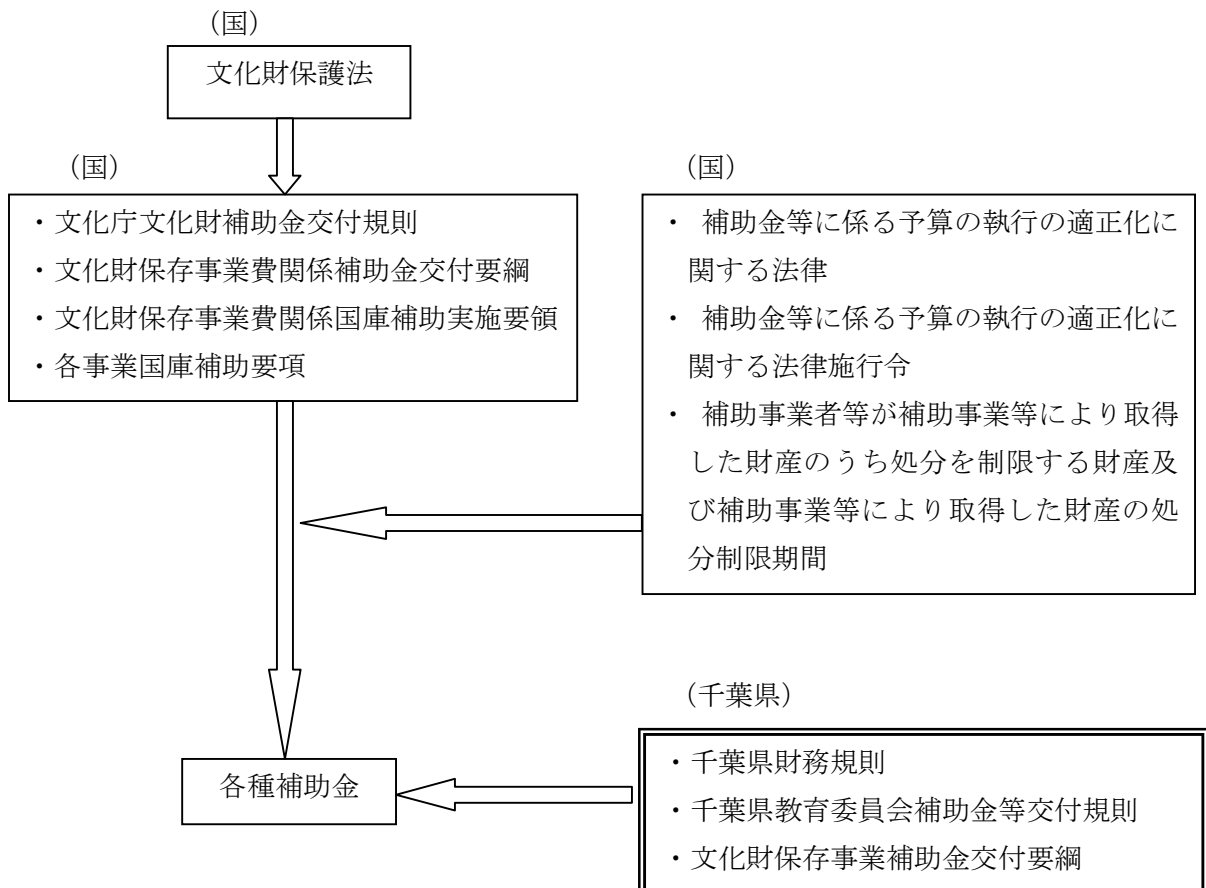 (国)
文化財保護法
(国)
・文化庁文化財補助金交付規則
・文化財保存事業費関係補助金交付要綱
・文化財保存事業費関係国庫補助実施要領
・各事業国庫補助要項
(国)
・ 補助金等に係る予算の執行の適正化に
関する法律
・ 補助金等に係る予算の執行の適正化に
関する法律施行令
・ 補助事業者等が補助事業等により取得
した財産のうち処分を制限する財産及
び補助事業等により取得した財産の処
分制限期間
各種補助金
(千葉県)
・千葉県財務規則
・千葉県教育委員会補助金等交付規則
・文化財保存事業補助金交付要綱